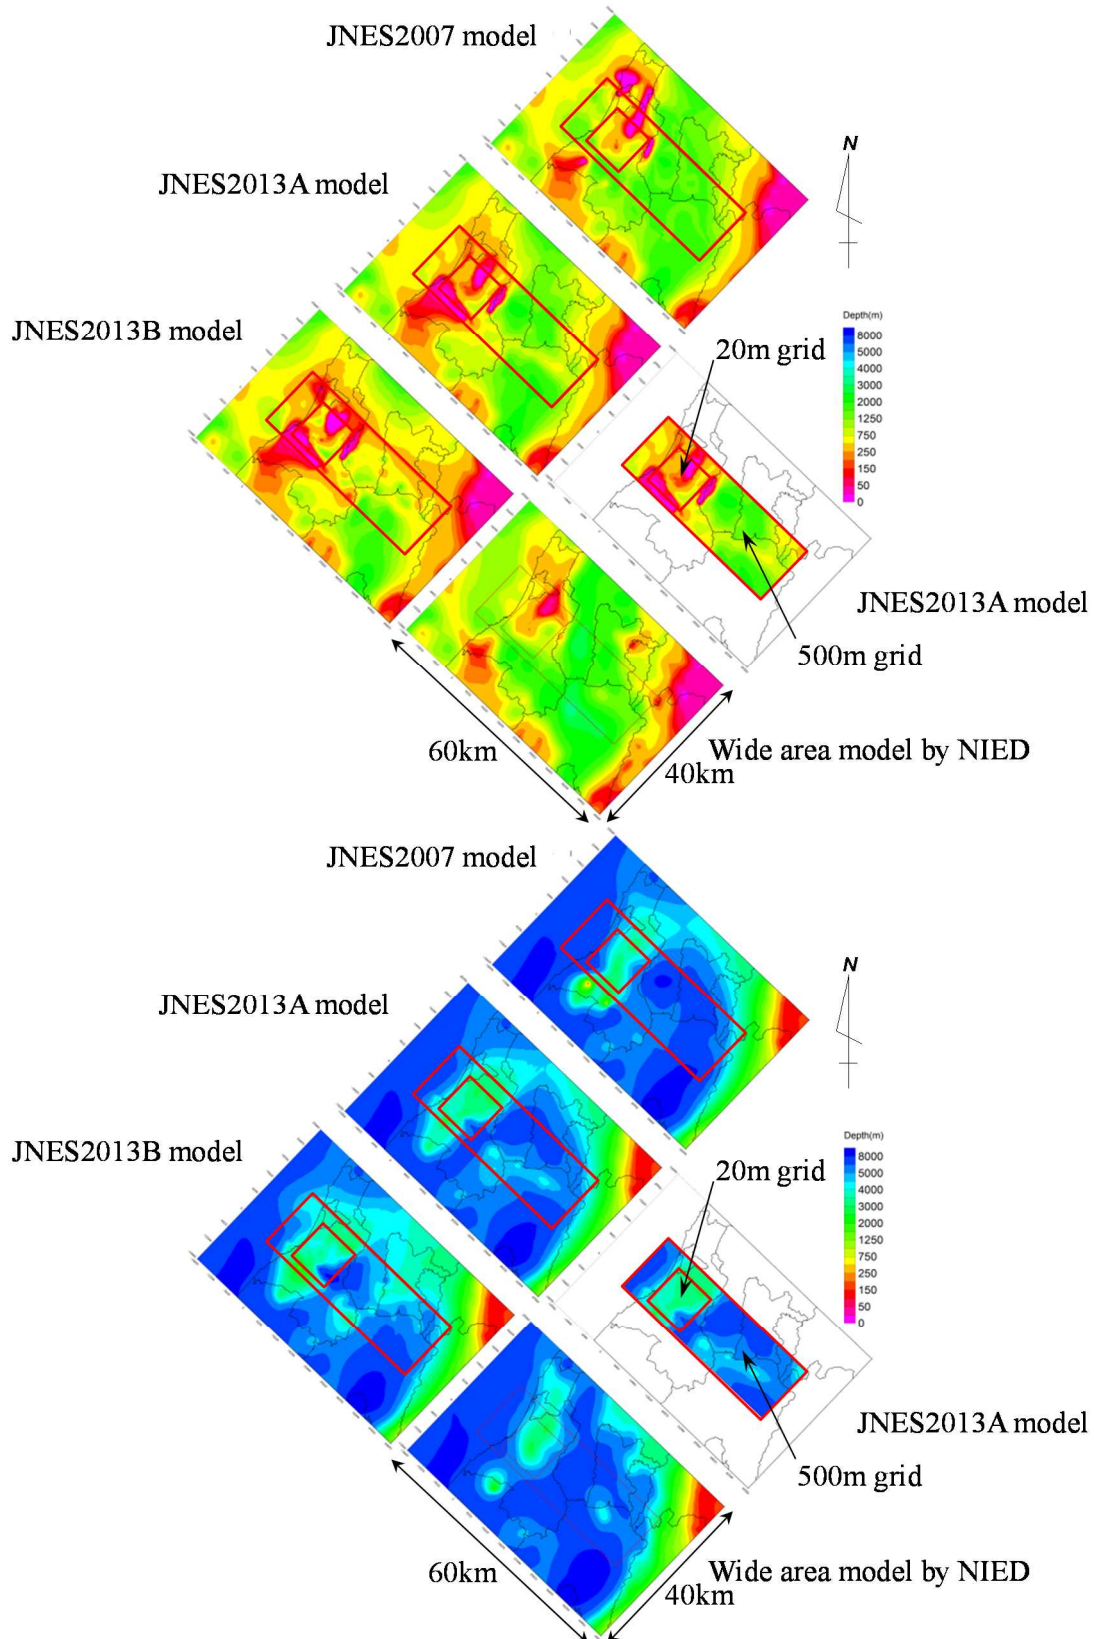 JNES2007 model
N
JNES2013A model
JNES2013B model
Depth(m)
8000
5000
4000
3000
2000
1250
750
250
150
50
0
20m grid
JNES2013A model
500m grid
60km
40km
Wide area model by NIED
JNES2007 model
N
JNES2013A model
JNES2013B model
Depth(m)
8000
5000
4000
3000
2000
1250
750
250
150
50
0
20m grid
JNES2013A model
500m grid
60km
40km
Wide area model by NIED